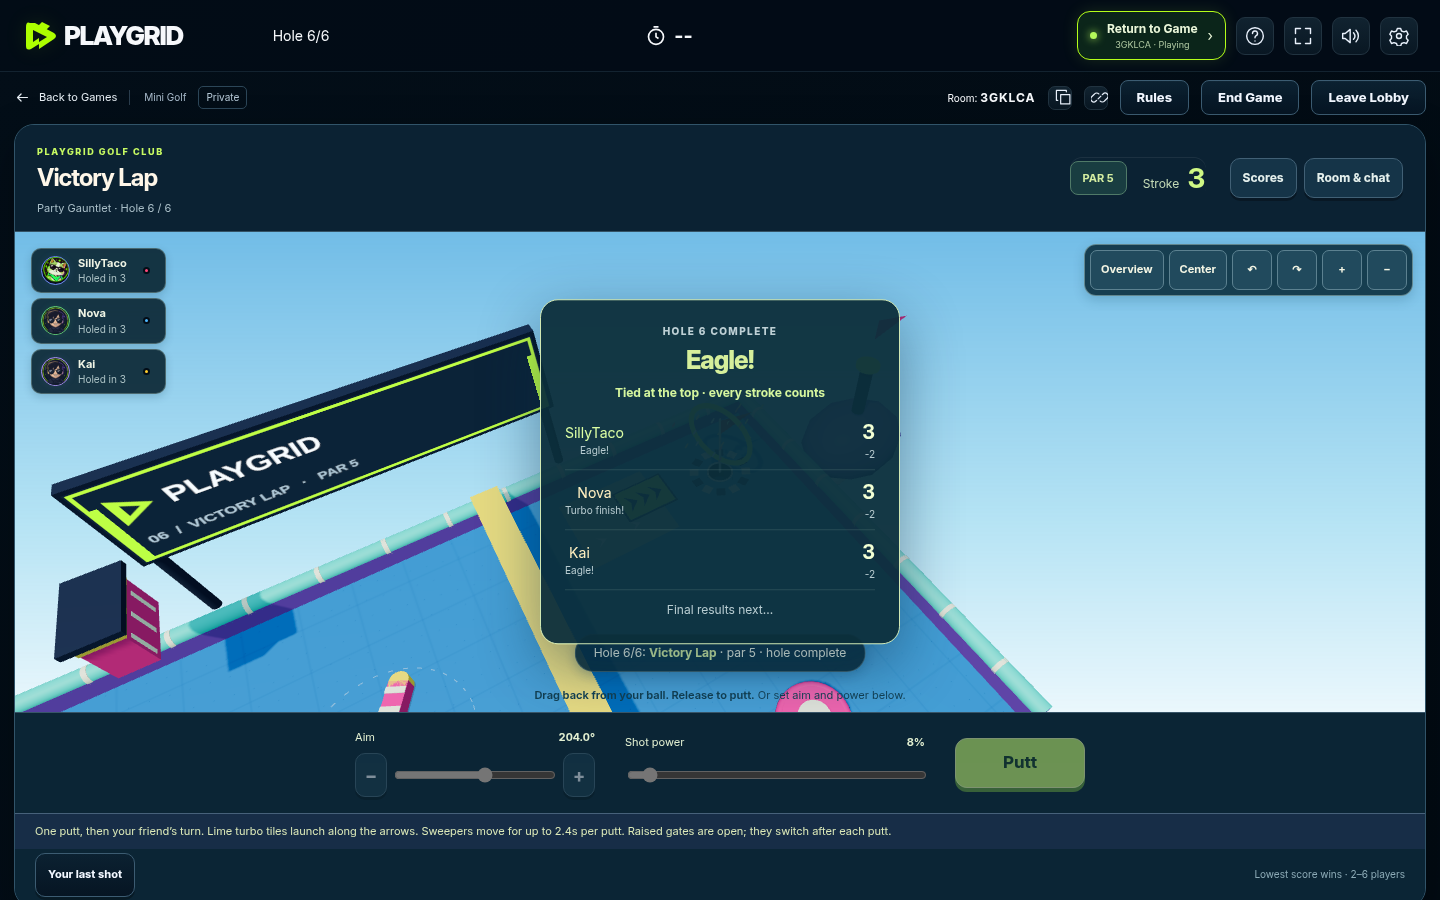 PLAYGRID
Hole 6/6
--
Return to Game
3GKLCA · Playing
Back to Games
Mini Golf
Private
Room: 3GKLCA
Rules
End Game
Leave Lobby
PLAYGRID GOLF CLUB
Victory Lap
Party Gauntlet · Hole 6 / 6
PAR 5
Stroke 3
Scores
Room & chat
SillyTaco
Holed in 3
Nova
Holed in 3
Kai
Holed in 3
Overview
Center
↶
↷
+
−
PLAYGRID
06 / VICTORY LAP · PAR 5
HOLE 6 COMPLETE
Eagle!
Tied at the top · every stroke counts
SillyTaco 3
Eagle! -2
Nova 3
Turbo finish! -2
Kai 3
Eagle! -2
Final results next...
Hole 6/6: Victory Lap · par 5 · hole complete
Drag back from your ball. Release to putt. Or set aim and power below.
Aim 204.0°
− +
Shot power 8%
Putt
One putt, then your friend’s turn. Lime turbo tiles launch along the arrows. Sweepers move for up to 2.4s per putt. Raised gates are open; they switch after each putt.
Your last shot
Lowest score wins · 2–6 players